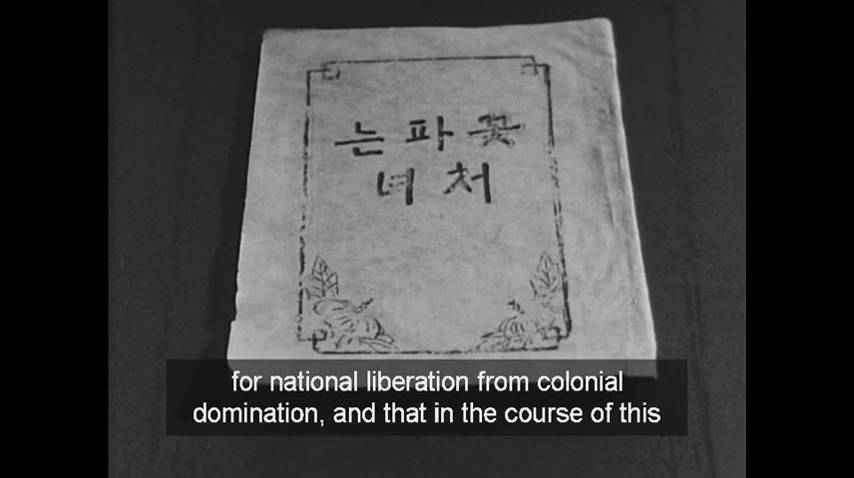 꽃파는
처녀
for national liberation from colonial
domination, and that in the course of this